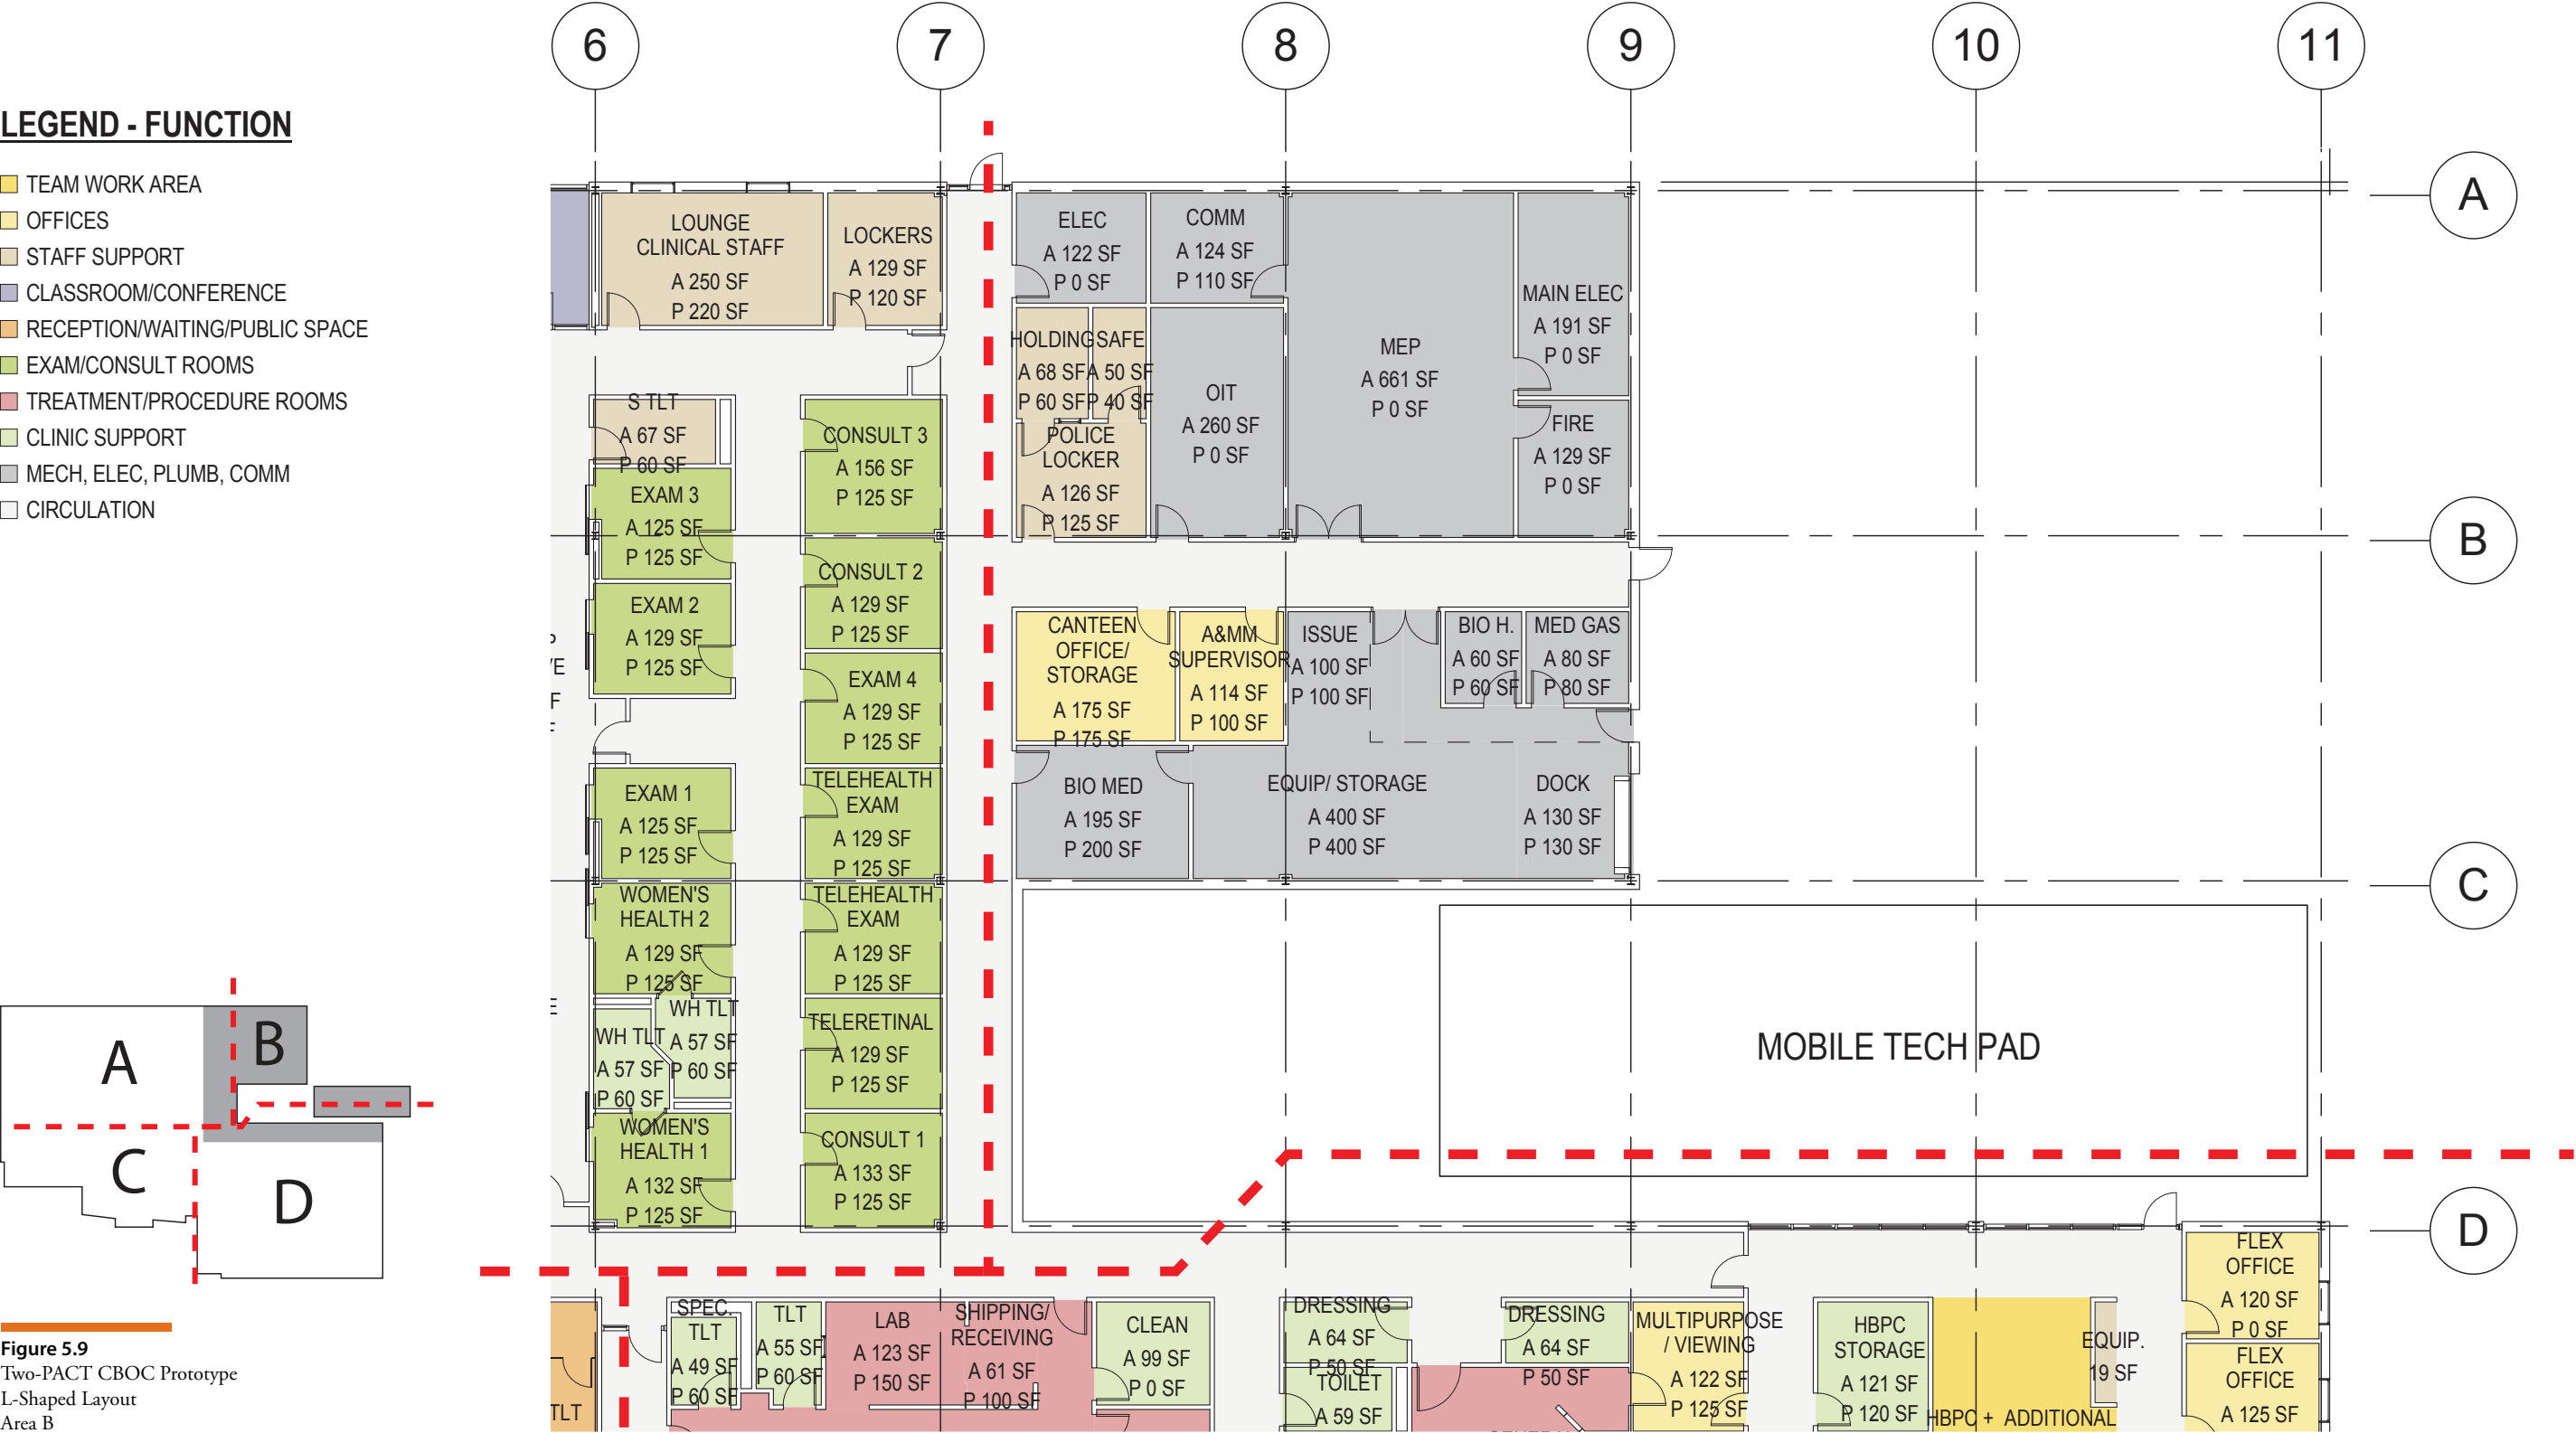 6
7
8
9
10
11
LEGEND - FUNCTION
TEAM WORK AREA
OFFICES
STAFF SUPPORT
CLASSROOM/CONFERENCE
RECEPTION/WAITING/PUBLIC SPACE
EXAM/CONSULT ROOMS
TREATMENT/PROCEDURE ROOMS
CLINIC SUPPORT
MECH, ELEC, PLUMB, COMM
CIRCULATION
A
B
C
D
LOUNGE
CLINICAL STAFF
A 250 SF
P 220 SF
LOCKERS
A 129 SF
P 120 SF
ELEC
A 122 SF
P 0 SF
COMM
A 124 SF
P 110 SF
MEP
A 661 SF
P 0 SF
MAIN ELEC
A 191 SF
P 0 SF
HOLDING
A 68 SF
P 60 SF
SAFE
A 50 SF
P 40 SF
OIT
A 260 SF
P 0 SF
FIRE
A 129 SF
P 0 SF
POLICE
LOCKER
A 126 SF
P 125 SF
S TLT
A 67 SF
P 60 SF
CONSULT 3
A 156 SF
P 125 SF
EXAM 3
A 125 SF
P 125 SF
CONSULT 2
A 129 SF
P 125 SF
EXAM 2
A 129 SF
P 125 SF
EXAM 4
A 129 SF
P 125 SF
CANTEEN
OFFICE/
STORAGE
A 175 SF
P 175 SF
A&MM
SUPERVISOR
A 114 SF
P 100 SF
ISSUE
A 100 SF
P 100 SF
BIO H.
A 60 SF
P 60 SF
MED GAS
A 80 SF
P 80 SF
EXAM 1
A 125 SF
P 125 SF
TELEHEALTH
EXAM
A 129 SF
P 125 SF
BIO MED
A 195 SF
P 200 SF
EQUIP/ STORAGE
A 400 SF
P 400 SF
DOCK
A 130 SF
P 130 SF
WOMEN'S
HEALTH 2
A 129 SF
P 125 SF
TELEHEALTH
EXAM
A 129 SF
P 125 SF
WH TLT
A 57 SF
P 60 SF
WH TLT
A 57 SF
P 60 SF
TELERETINAL
A 129 SF
P 125 SF
WOMEN'S
HEALTH 1
A 132 SF
P 125 SF
CONSULT 1
A 133 SF
P 125 SF
MOBILE TECH PAD
A
B
C
D
SPEC.
TLT
A 49 SF
P 60 SF
TLT
A 55 SF
P 60 SF
LAB
A 123 SF
P 150 SF
SHIPPING/
RECEIVING
A 61 SF
P 100 SF
CLEAN
A 99 SF
P 0 SF
DRESSING
A 64 SF
P 50 SF
TOILET
A 59 SF
DRESSING
A 64 SF
P 50 SF
MULTIPURPOSE
/ VIEWING
A 122 SF
P 125 SF
HBPC
STORAGE
A 121 SF
P 120 SF
HBPC + ADDITIONAL
EQUIP.
19 SF
FLEX
OFFICE
A 120 SF
P 0 SF
FLEX
OFFICE
A 125 SF
TLT
Figure 5.9
Two-PACT CBOC Prototype
L-Shaped Layout
Area B